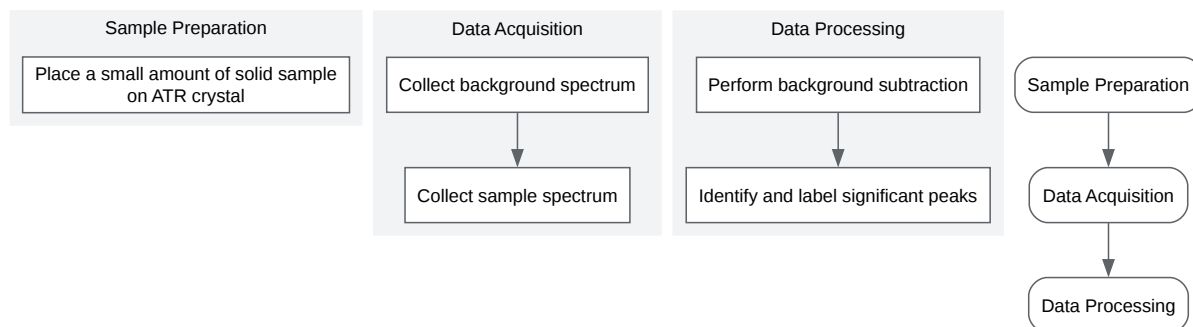 Sample Preparation
Place a small amount of solid sample
on ATR crystal
Data Acquisition
Collect background spectrum
Collect sample spectrum
Data Processing
Perform background subtraction
Identify and label significant peaks
Sample Preparation
Data Acquisition
Data Processing